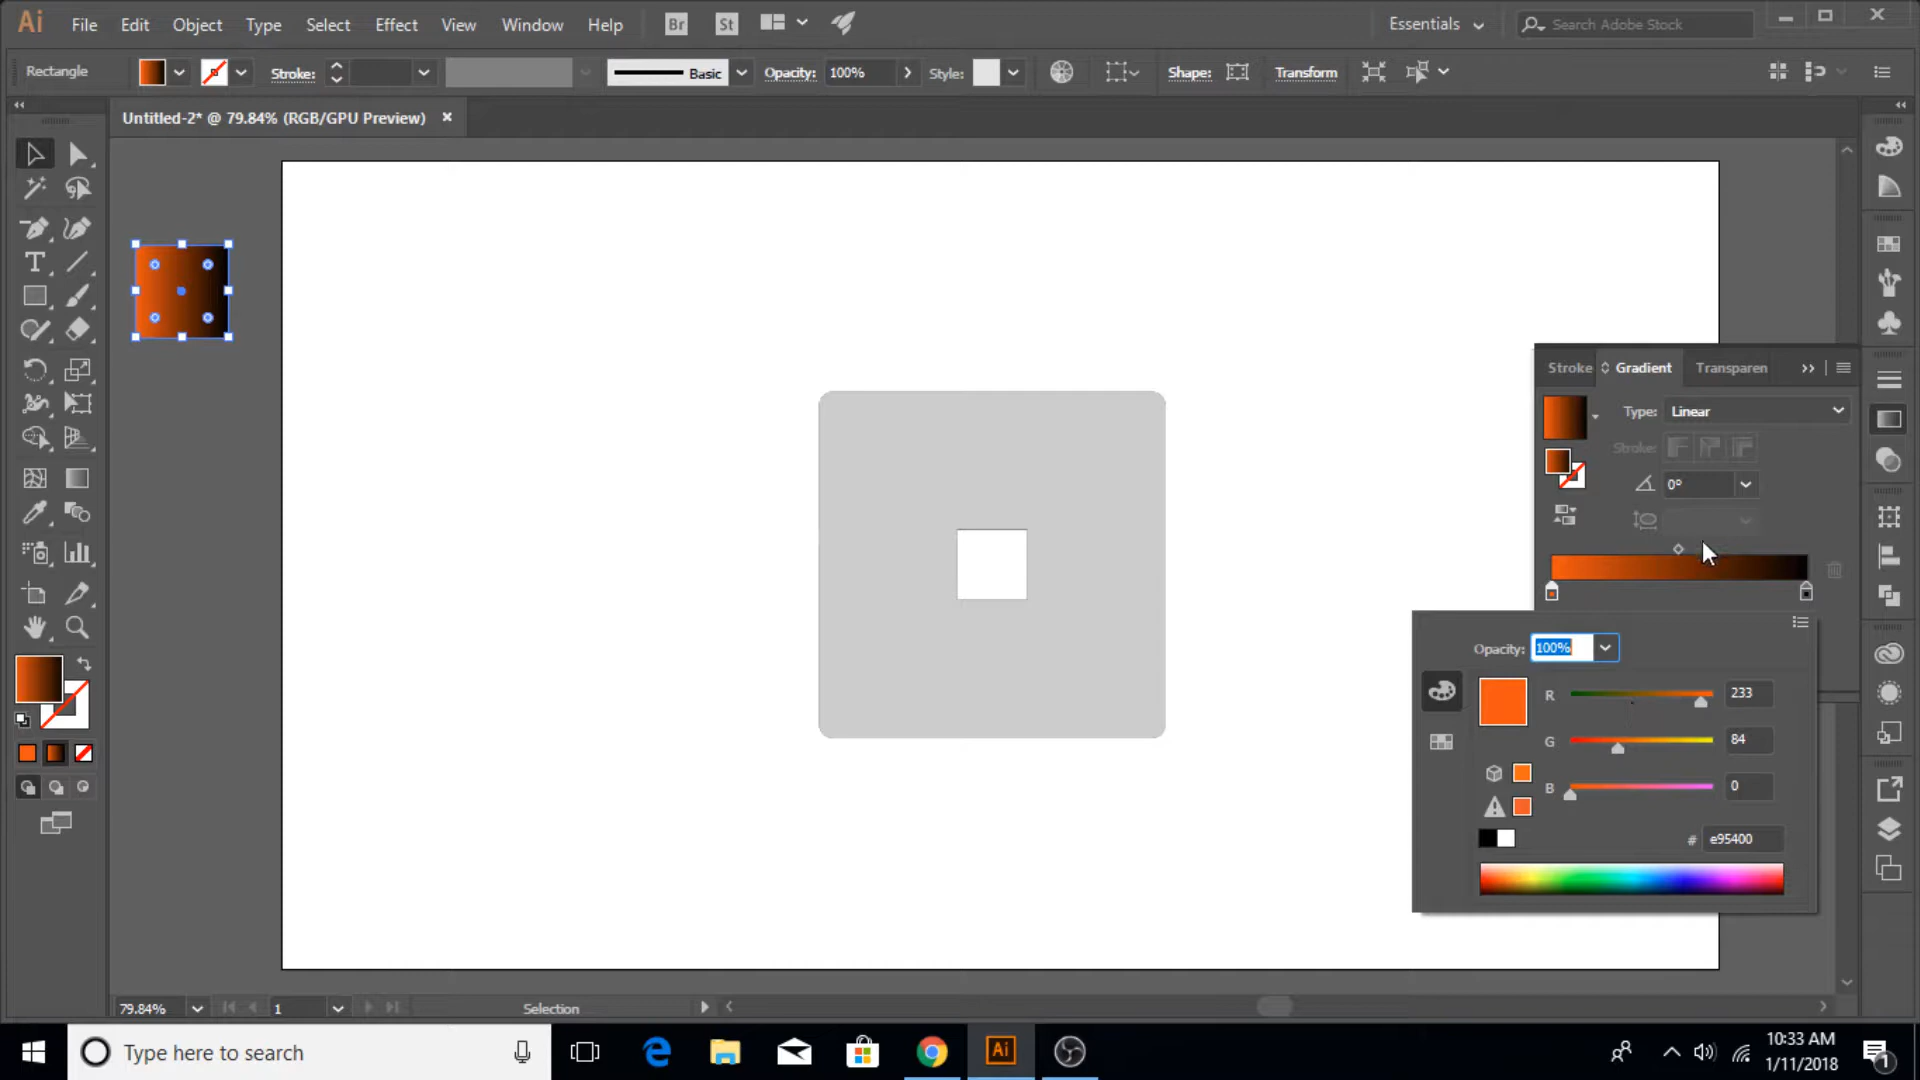 Ai File Edit Object Type Select Effect View Window Help Br St Essentials Search Adobe Stock
Rectangle Stroke: Basic Opacity: 100% Style: Shape: Transform
Untitled-2* @ 79.84% (RGB/GPU Preview) ×
Stroke Gradient Transparen
Type: Linear
Stroke:
0°
Opacity: 100%
R 233
G 84
B 0
# e95400
79.84% 1 Selection
Type here to search Ai 10:33 AM
1/11/2018 1